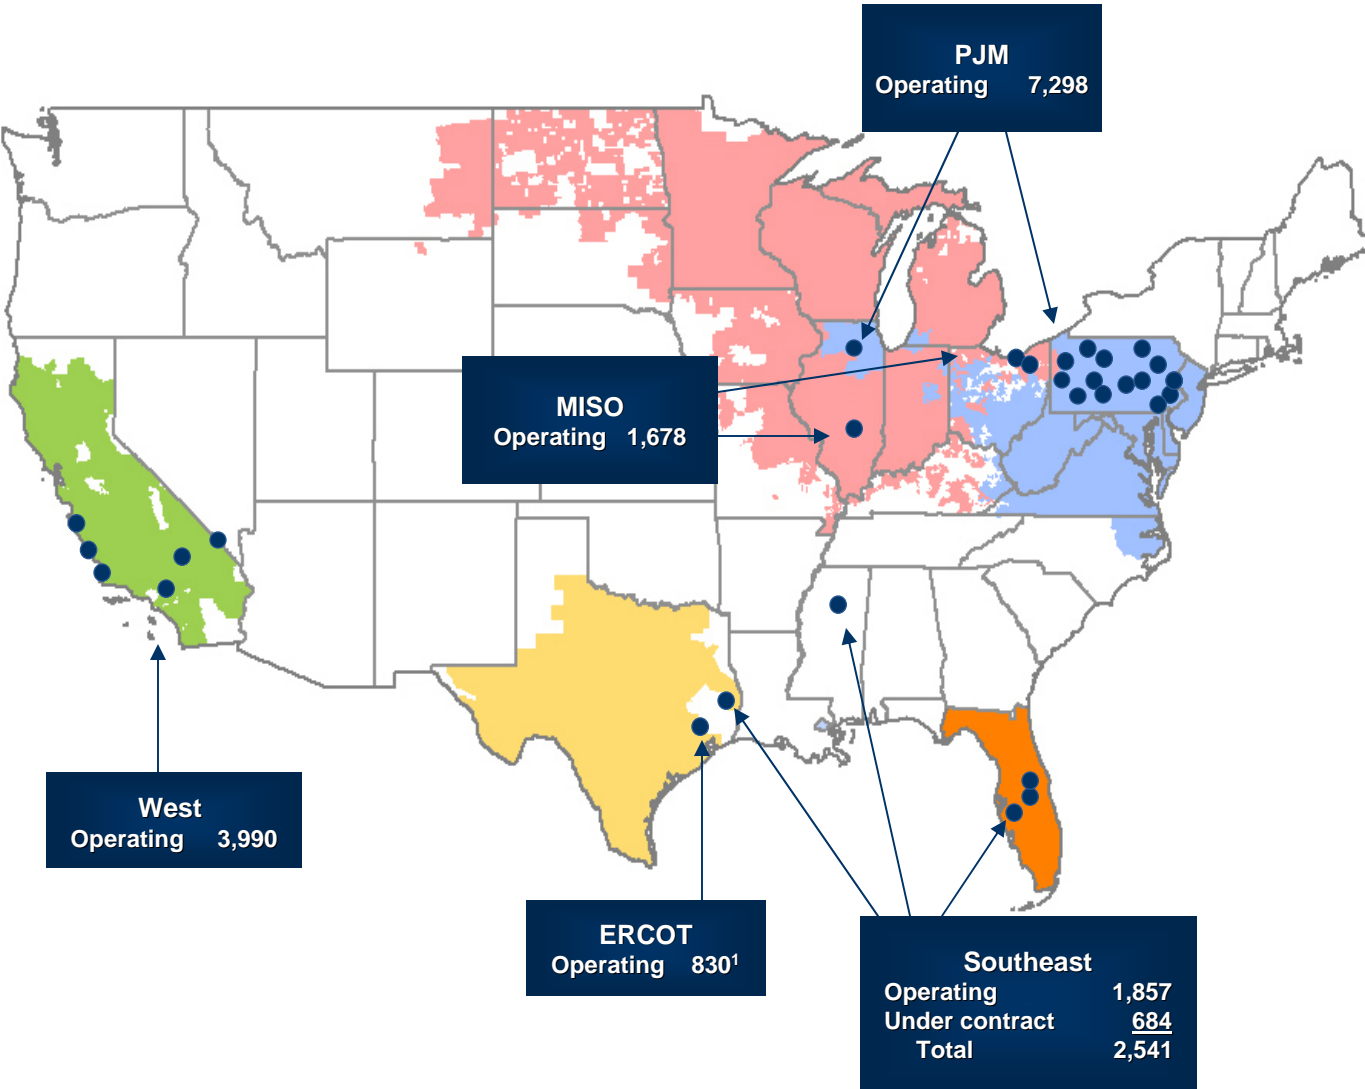 PJM
Operating 7,298
MISO
Operating 1,678
West
Operating 3,990
ERCOT
Operating 830¹
Southeast
Operating 1,857
Under contract 684
Total 2,541